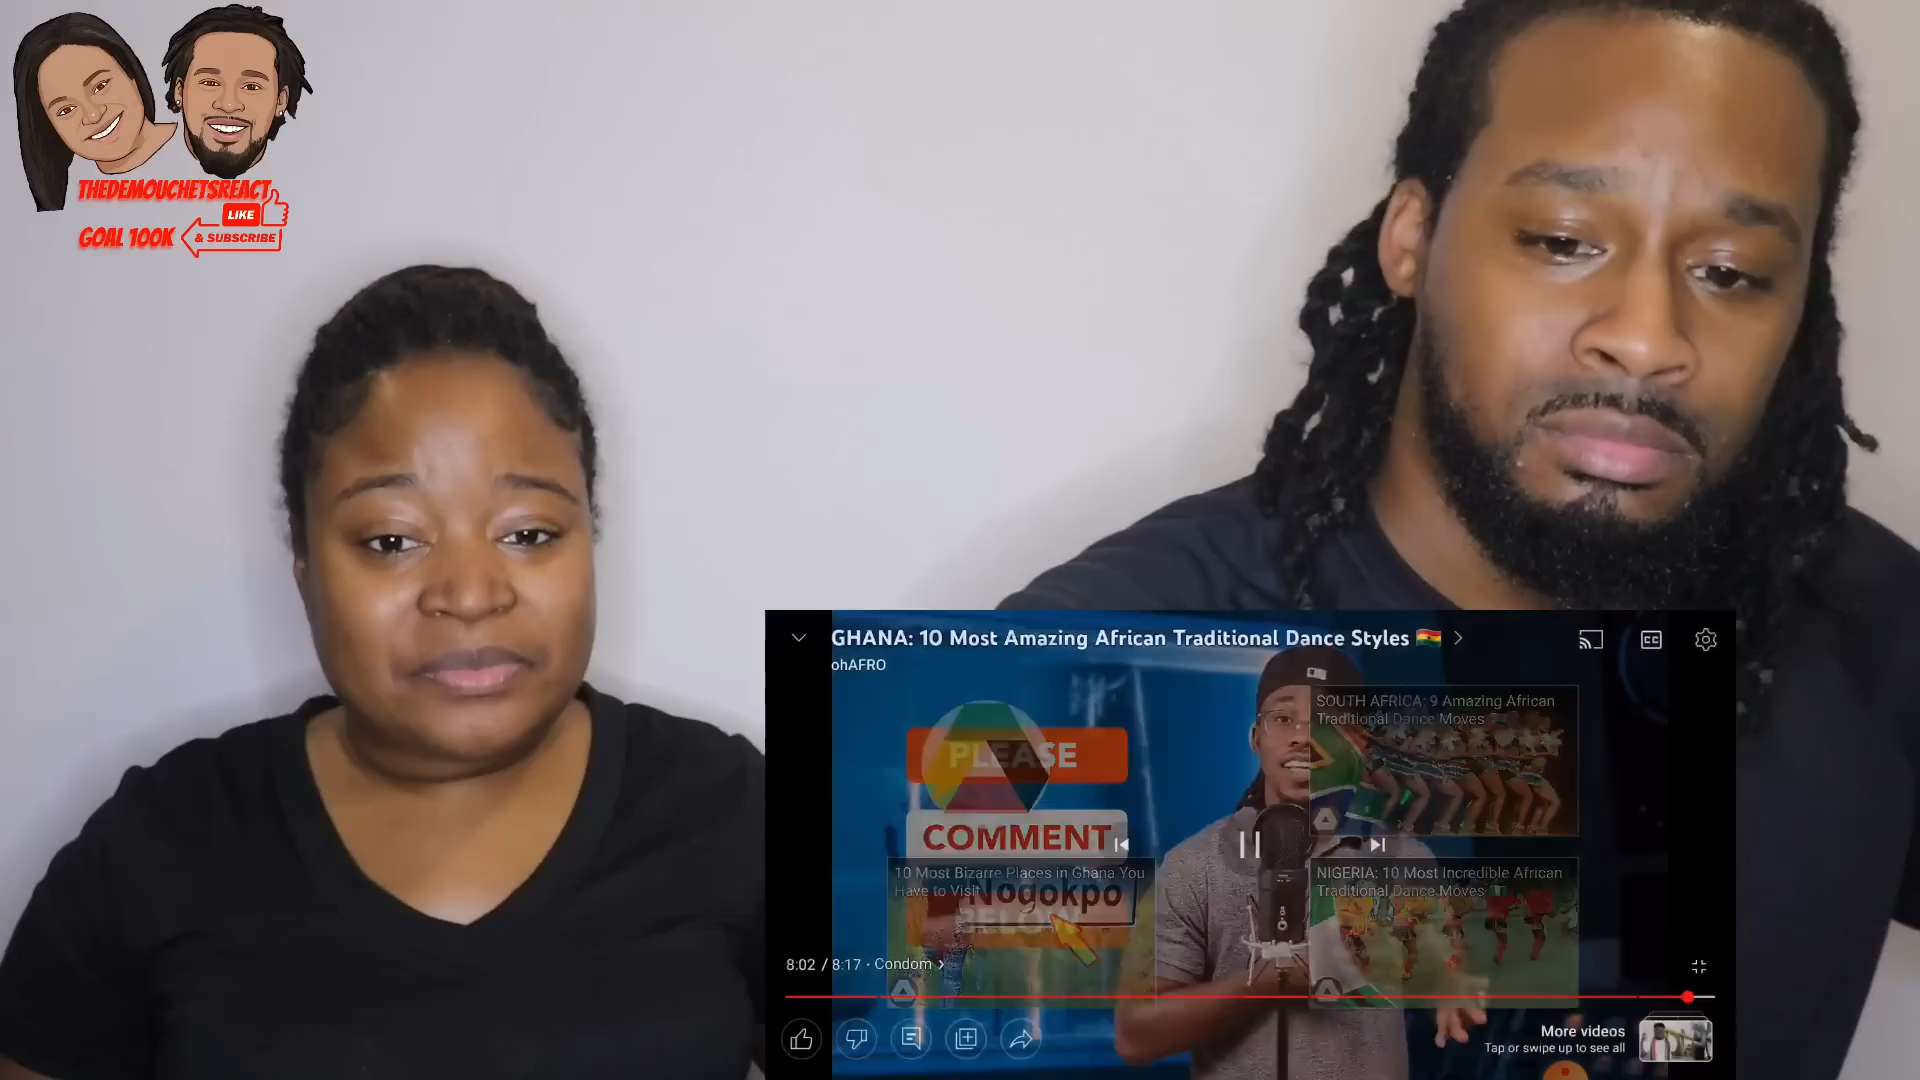 THEDEMOUCHETSREACT
LIKE
GOAL 100K
& SUBSCRIBE
GHANA: 10 Most Amazing African Traditional Dance Styles
ohAFRO
PLEASE
COMMENT
BELOW
SOUTH AFRICA: 9 Amazing African
Traditional Dance Moves
10 Most Bizarre Places in Ghana You
Have to Visit
Nogokpo
NIGERIA: 10 Most Incredible African
Traditional Dance Moves
CC
8:02 / 8:17 · Condom
More videos
Tap or swipe up to see all